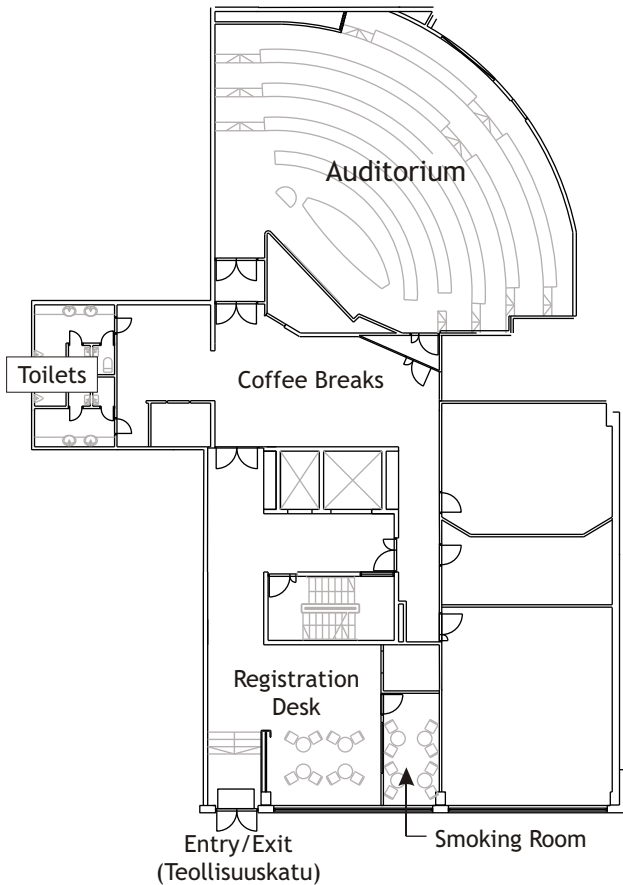 Auditorium
Toilets
Coffee Breaks
Registration
Desk
Entry/Exit
(Teollisuuskatu)
Smoking Room